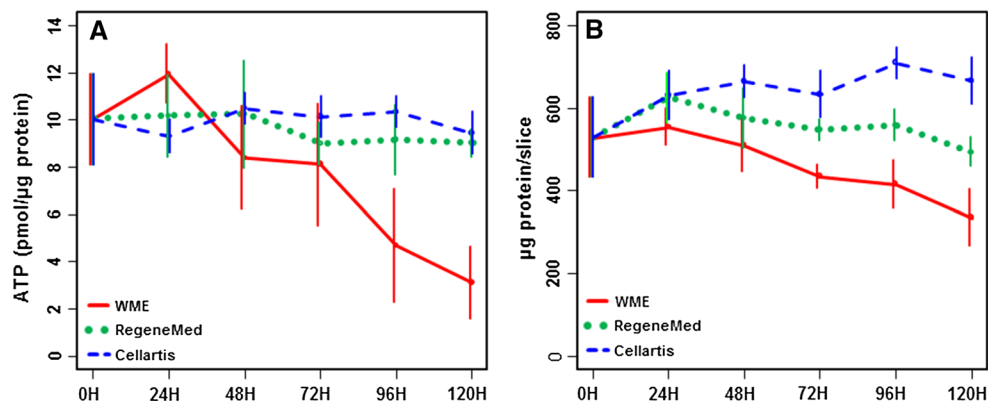 A
ATP (pmol/µg protein)
14
12
10
8
6
4
2
0
WME
RegeneMed
Cellartis
0H 24H 48H 72H 96H 120H
B
µg protein/slice
800
600
400
200
0
WME
RegeneMed
Cellartis
0H 24H 48H 72H 96H 120H